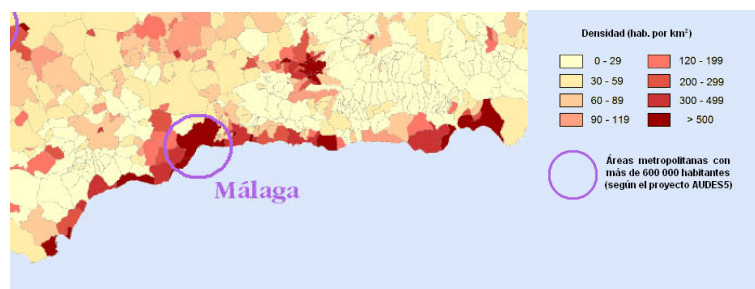 Densidad (hab. por km²)
0 - 29
120 - 199
30 - 59
200 - 299
60 - 89
300 - 499
90 - 119
> 500
Áreas metropolitanas con
más de 600 000 habitantes
(según el proyecto AUDES5)
Málaga